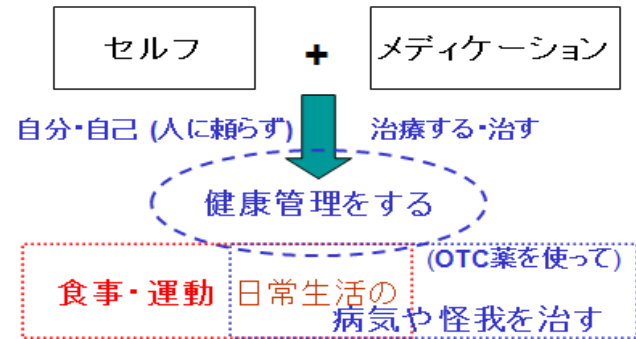 セルフ + メディケーション
自分・自己 (人に頼らず) 治療する・治す
健康管理をする
(OTC薬を使って)
食事・運動 日常生活の
病気や怪我を治す